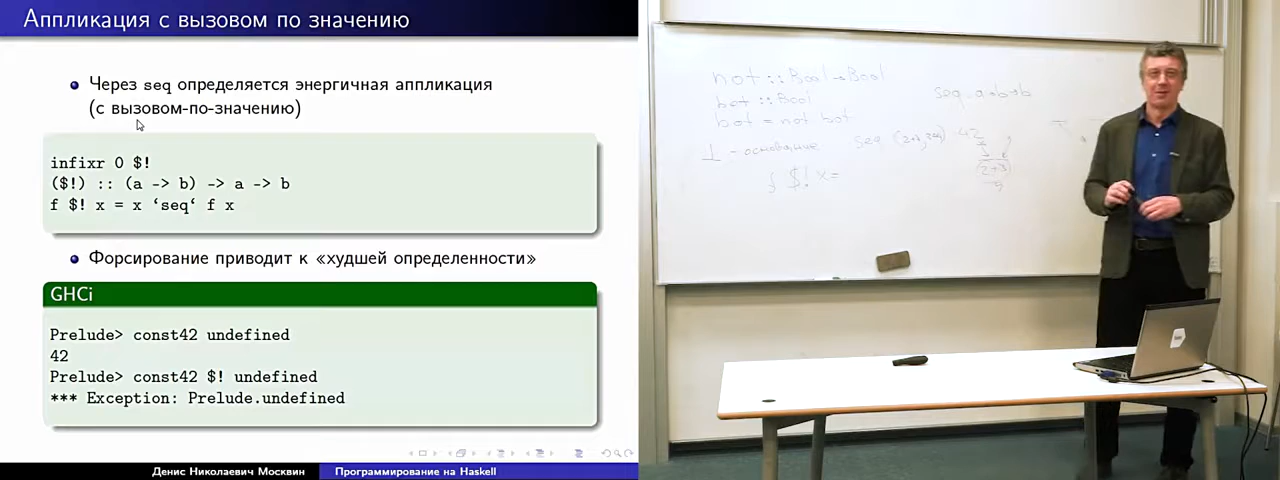 Аппликация с вызовом по значению
Через seq определяется энергичная аппликация
(с вызовом-по-значению)
infixr 0 $!
($!) :: (a -> b) -> a -> b
f $! x = x ‘seq‘ f x
Форсирование приводит к «худшей определенности»
GHCi
Prelude> const42 undefined
42
Prelude> const42 $! undefined
*** Exception: Prelude.undefined
Денис Николаевич Москвин
Программирование на Haskell
not :: Bool → Bool
bot :: Bool
bot = not bot
⊥ - основание
f $! x =
seq a→b→b
seq 42
2+3